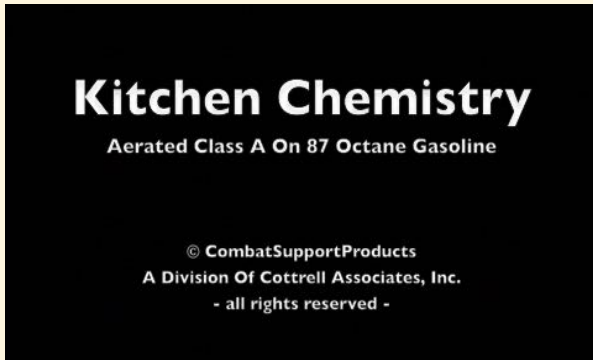 Kitchen Chemistry
Aerated Class A On 87 Octane Gasoline
© CombatSupportProducts
A Division Of Cottrell Associates, Inc.
- all rights reserved -